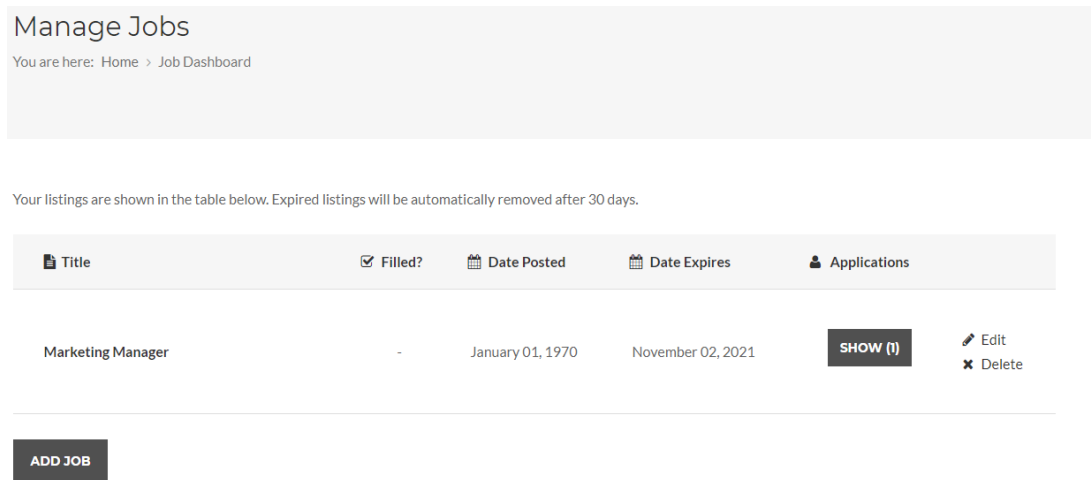 Manage Jobs
You are here: Home › Job Dashboard
Your listings are shown in the table below. Expired listings will be automatically removed after 30 days.
Title Filled? Date Posted Date Expires Applications
Marketing Manager - January 01, 1970 November 02, 2021 SHOW (1) Edit
Delete
ADD JOB